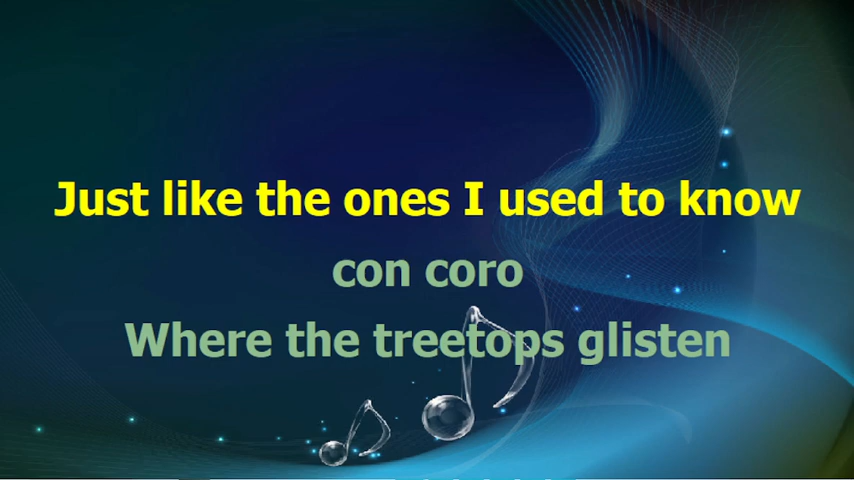 Just like the ones I used to know
con coro
Where the treetops glisten